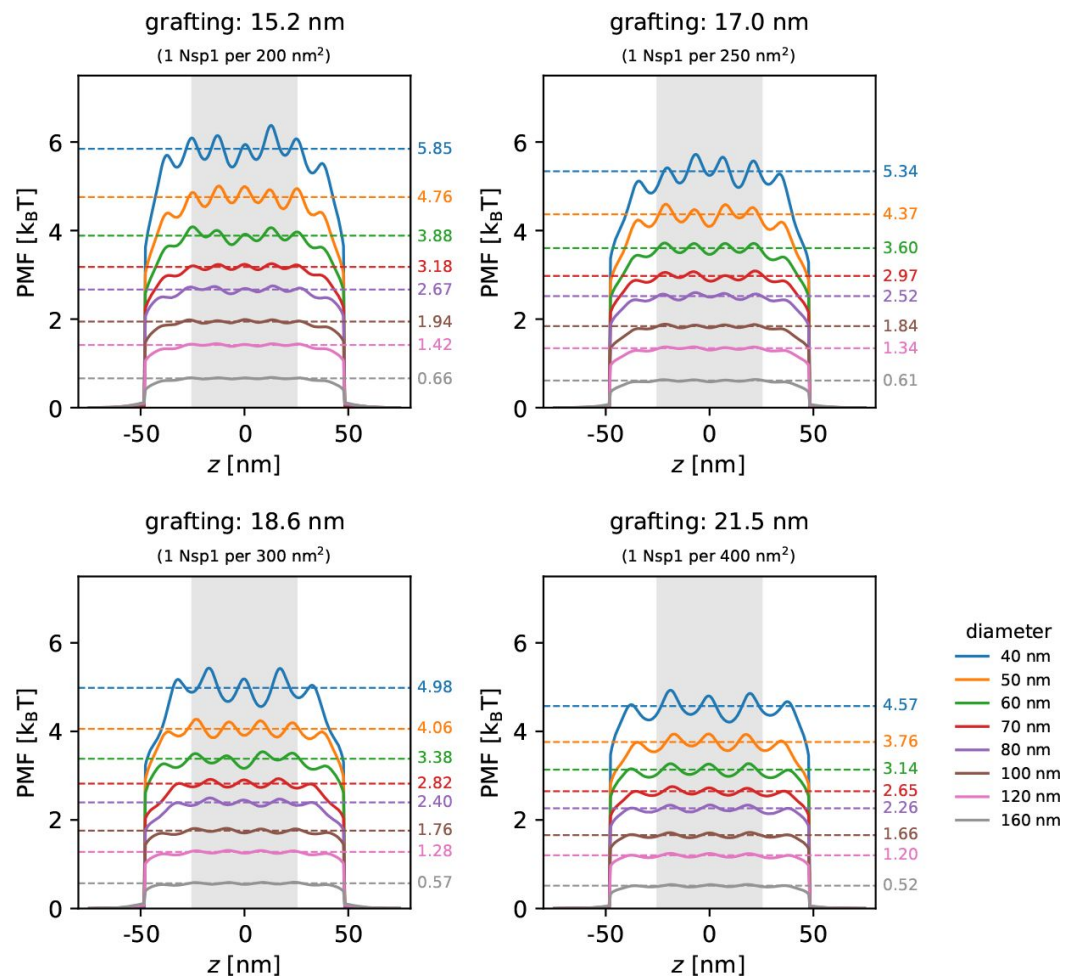 grafting: 15.2 nm
(1 Nsp1 per 200 nm²)
PMF [k_BT]
6
4
2
0
5.85
4.76
3.88
3.18
2.67
1.94
1.42
0.66
-50 0 50
z [nm]
grafting: 17.0 nm
(1 Nsp1 per 250 nm²)
PMF [k_BT]
6
4
2
0
5.34
4.37
3.60
2.97
2.52
1.84
1.34
0.61
-50 0 50
z [nm]
grafting: 18.6 nm
(1 Nsp1 per 300 nm²)
PMF [k_BT]
6
4
2
0
4.98
4.06
3.38
2.82
2.40
1.76
1.28
0.57
-50 0 50
z [nm]
grafting: 21.5 nm
(1 Nsp1 per 400 nm²)
PMF [k_BT]
6
4
2
0
4.57
3.76
3.14
2.65
2.26
1.66
1.20
0.52
-50 0 50
z [nm]
diameter
40 nm
50 nm
60 nm
70 nm
80 nm
100 nm
120 nm
160 nm